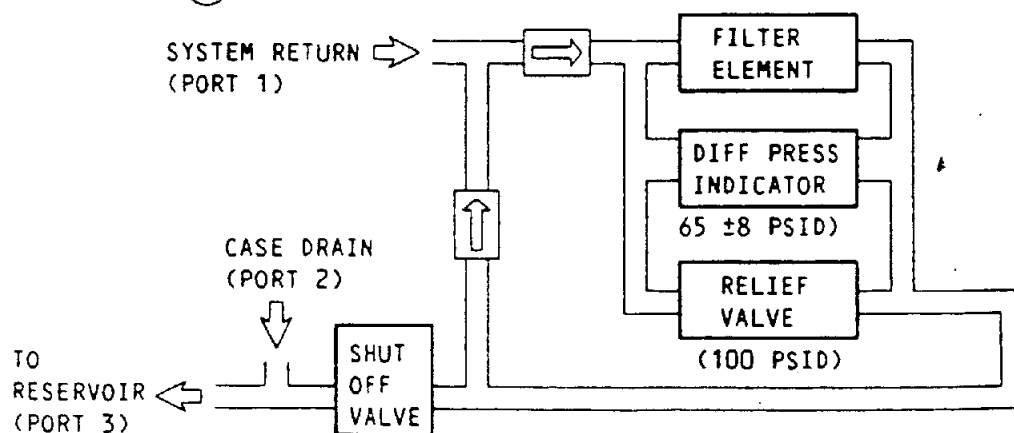 SYSTEM RETURN
(PORT 1)
FILTER
ELEMENT
DIFF PRESS
INDICATOR
65 ±8 PSID)
CASE DRAIN
(PORT 2)
RELIEF
VALVE
(100 PSID)
TO
RESERVOIR
(PORT 3)
SHUT
OFF
VALVE